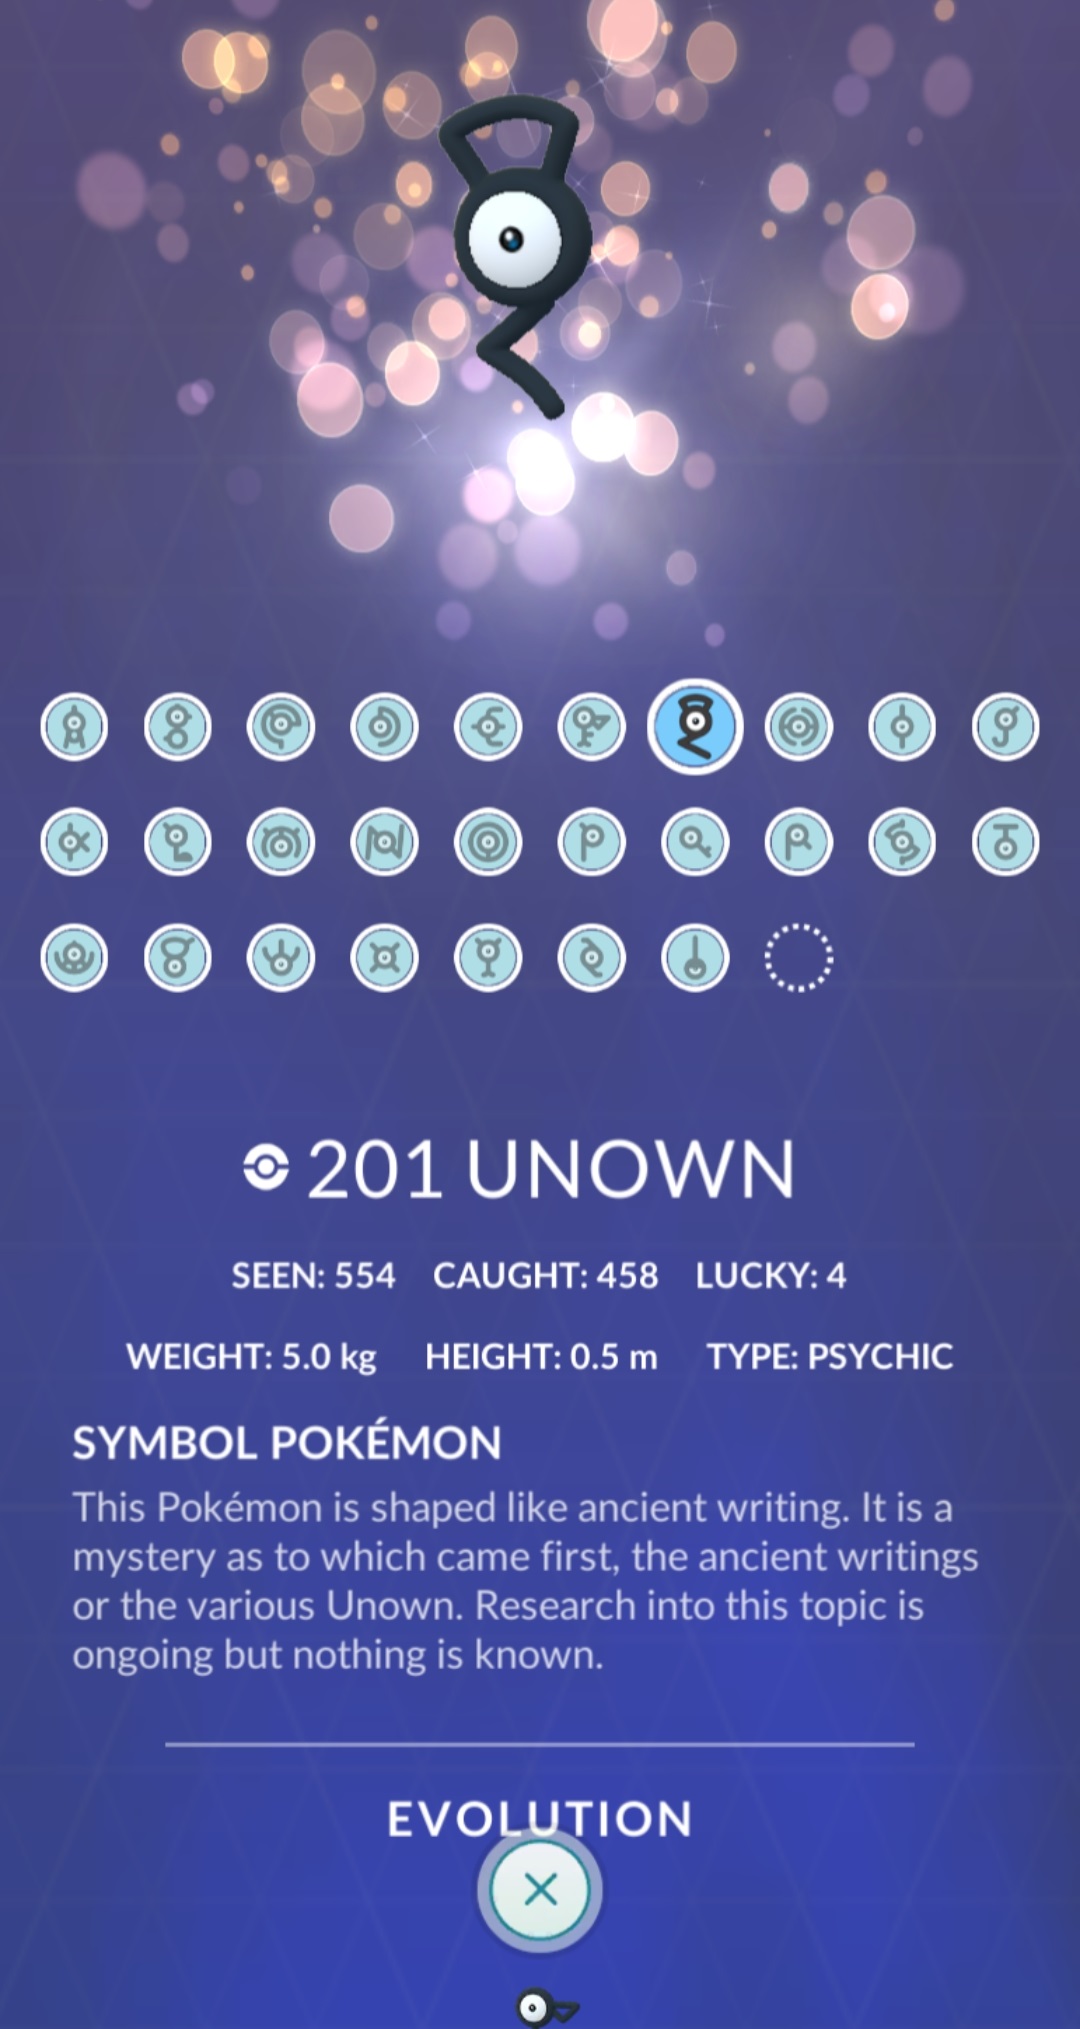 201 UNOWN
SEEN: 554 CAUGHT: 458 LUCKY: 4
WEIGHT: 5.0 kg HEIGHT: 0.5 m TYPE: PSYCHIC
SYMBOL POKÉMON
This Pokémon is shaped like ancient writing. It is a
mystery as to which came first, the ancient writings
or the various Unown. Research into this topic is
ongoing but nothing is known.
EVOLUTION